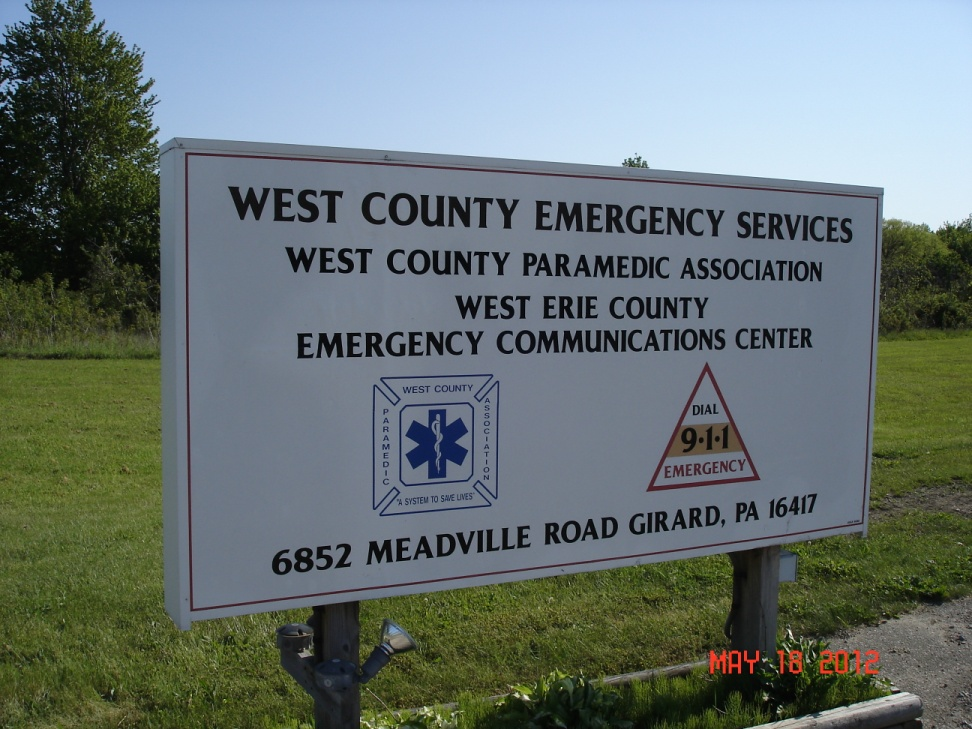 WEST COUNTY EMERGENCY SERVICES
WEST COUNTY PARAMEDIC ASSOCIATION
WEST ERIE COUNTY
EMERGENCY COMMUNICATIONS CENTER
WEST COUNTY
PARAMEDIC
ASSOCIATION
"A SYSTEM TO SAVE LIVES"
DIAL
9·1·1
EMERGENCY
6852 MEADVILLE ROAD GIRARD, PA 16417
MAY 18 2012